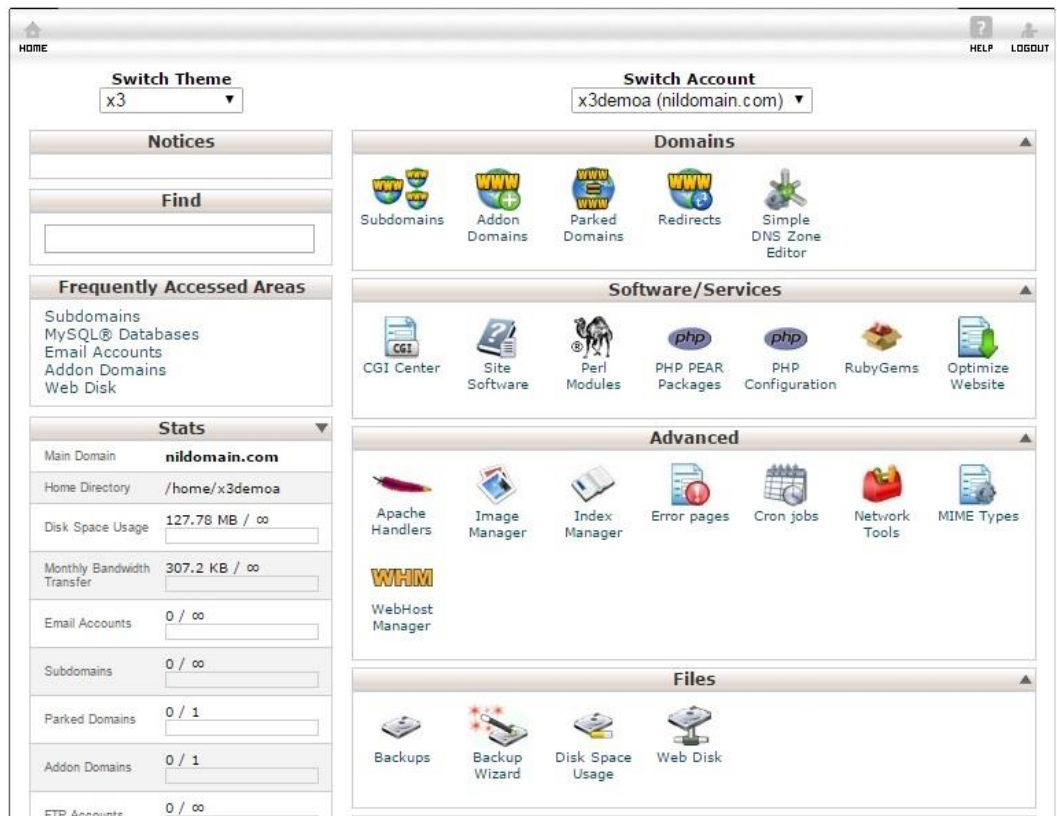 HOME
HELP LOGOUT
Switch Theme
x3
Switch Account
x3demoa (nildomain.com)
Notices
Find
Frequently Accessed Areas
Subdomains
MySQL® Databases
Email Accounts
Addon Domains
Web Disk
Stats
Main Domain nildomain.com
Home Directory /home/x3demoa
Disk Space Usage 127.78 MB / ∞
Monthly Bandwidth
Transfer
307.2 KB / ∞
Email Accounts 0 / ∞
Subdomains 0 / ∞
Parked Domains 0 / 1
Addon Domains 0 / 1
FTP Accounts 0 / ∞
Domains
Subdomains
Addon
Domains
Parked
Domains
Redirects
Simple
DNS Zone
Editor
Software/Services
CGI
CGI Center
Site
Software
®
Perl
Modules
php
PHP PEAR
Packages
php
PHP
Configuration
RubyGems
Optimize
Website
Advanced
Apache
Handlers
Image
Manager
Index
Manager
Error pages
Cron jobs
Network
Tools
MIME Types
WHM
WebHost
Manager
Files
Backups
Backup
Wizard
Disk Space
Usage
Web Disk